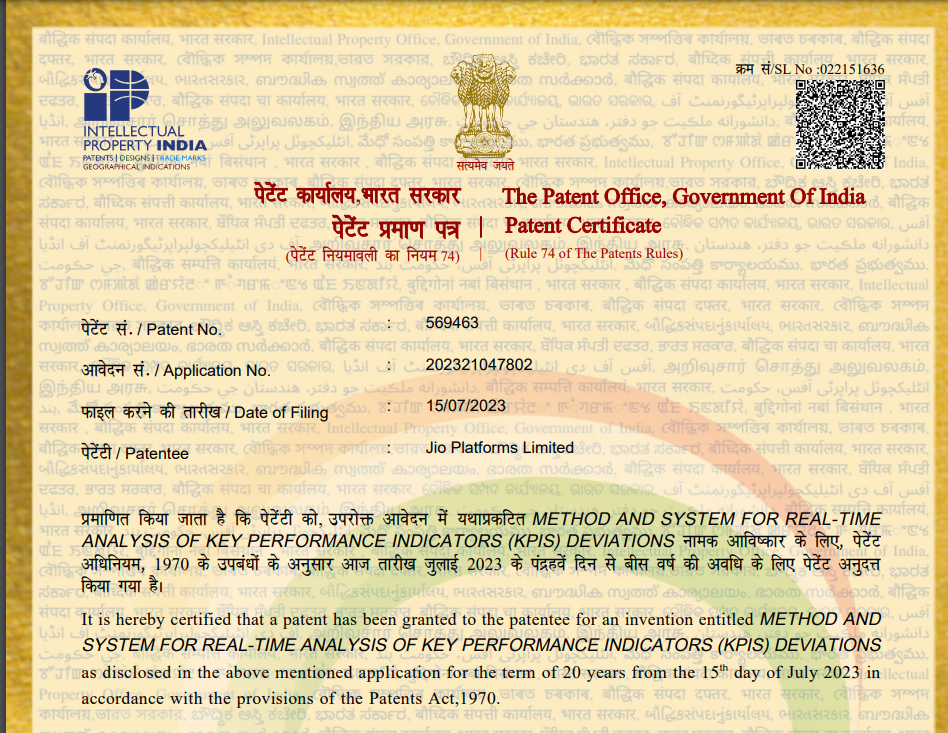 क्रम सं/SL No :022151636
INTELLECTUAL
PROPERTY INDIA
PATENTS | DESIGNS | TRADE MARKS
GEOGRAPHICAL INDICATIONS
सत्यमेव जयते
पेटेंट कार्यालय,भारत सरकार
The Patent Office, Government Of India
पेटेंट प्रमाण पत्र
Patent Certificate
(पेटेंट नियमावली का नियम 74)
(Rule 74 of The Patents Rules)
पेटेंट सं. / Patent No. : 569463
आवेदन सं. / Application No. : 202321047802
फाइल करने की तारीख / Date of Filing : 15/07/2023
पेटेंटी / Patentee : Jio Platforms Limited
प्रमाणित किया जाता है कि पेटेंटी को, उपरोक्त आवेदन में यथाप्रकटित METHOD AND SYSTEM FOR REAL-TIME
ANALYSIS OF KEY PERFORMANCE INDICATORS (KPIS) DEVIATIONS नामक आविष्कार के लिए, पेटेंट
अधिनियम, 1970 के उपबंधों के अनुसार आज तारीख जुलाई 2023 के पंद्रहवें दिन से बीस वर्ष की अवधि के लिए पेटेंट अनुदत्त
किया गया है।
It is hereby certified that a patent has been granted to the patentee for an invention entitled METHOD AND
SYSTEM FOR REAL-TIME ANALYSIS OF KEY PERFORMANCE INDICATORS (KPIS) DEVIATIONS
as disclosed in the above mentioned application for the term of 20 years from the 15th day of July 2023 in
accordance with the provisions of the Patents Act,1970.